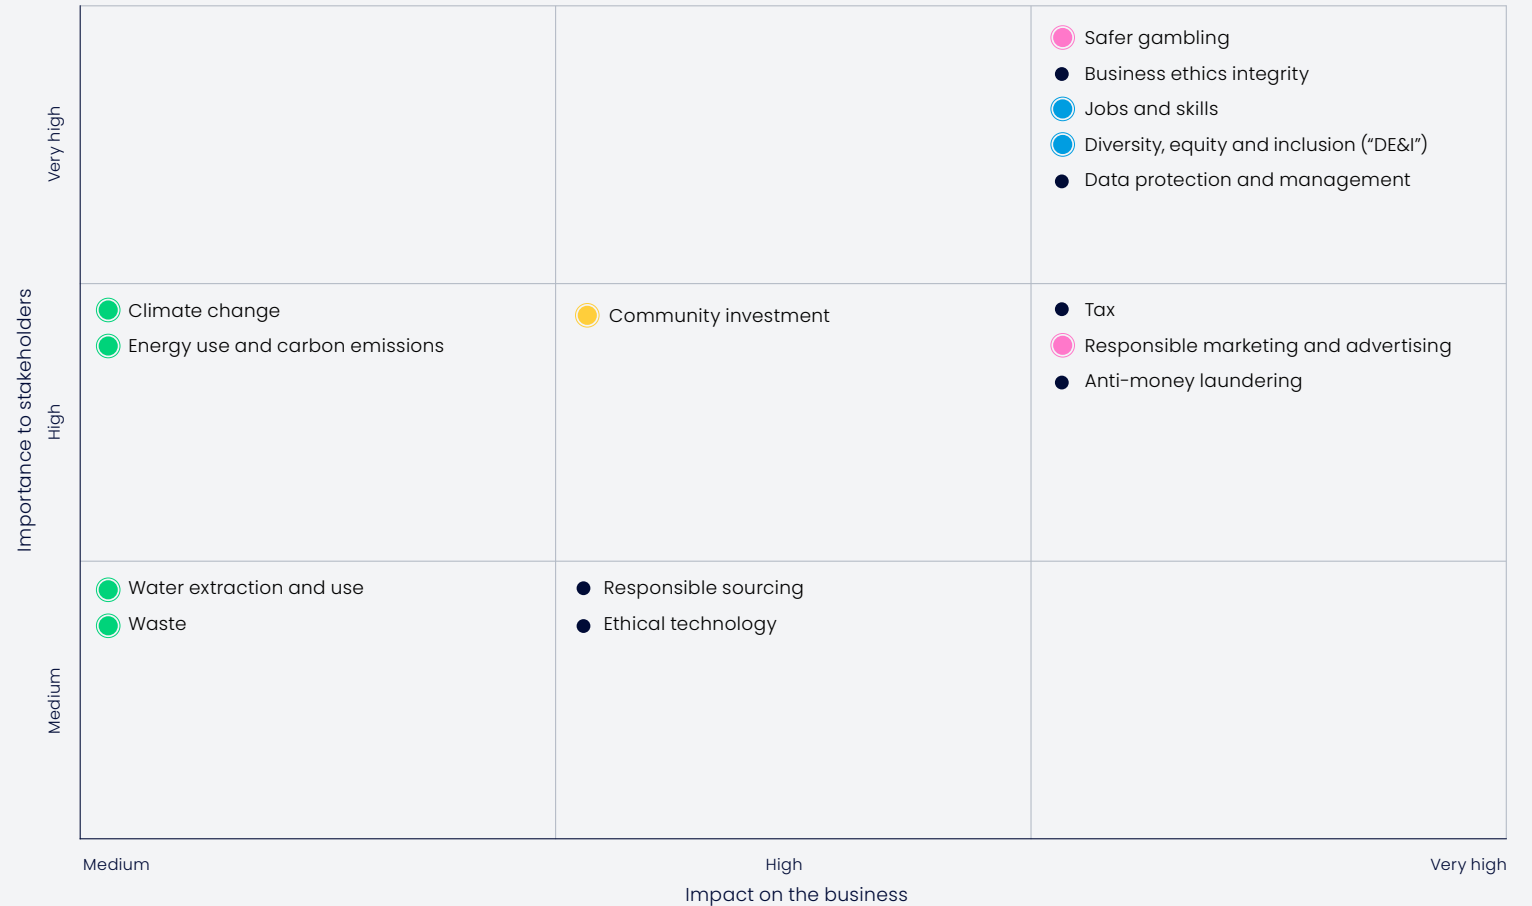 Safer gambling
Business ethics integrity
Jobs and skills
Diversity, equity and inclusion (“DE&I”)
Data protection and management
Very high
Climate change
Energy use and carbon emissions
Community investment
Tax
Responsible marketing and advertising
Anti-money laundering
Importance to stakeholders
High
Water extraction and use
Waste
Responsible sourcing
Ethical technology
Medium
Medium
High
Very high
Impact on the business